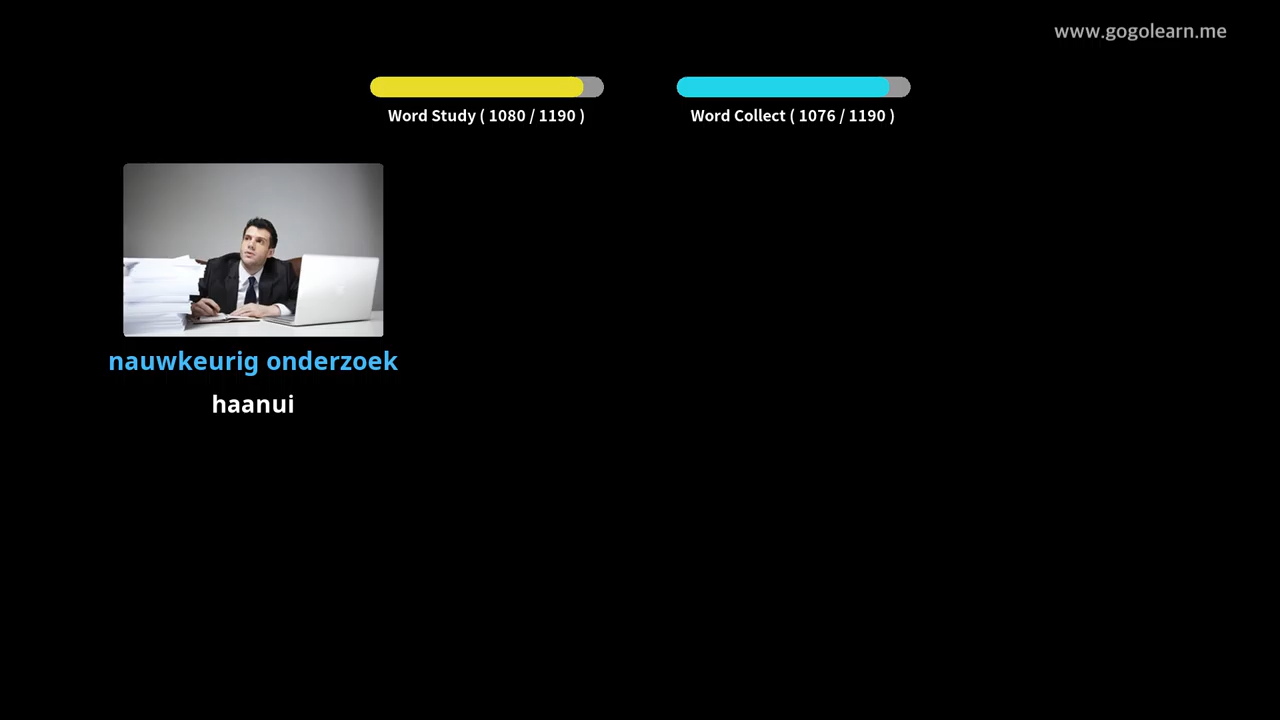 www.gogolearn.me
Word Study ( 1080 / 1190 )
Word Collect ( 1076 / 1190 )
nauwkeurig onderzoek
haanui